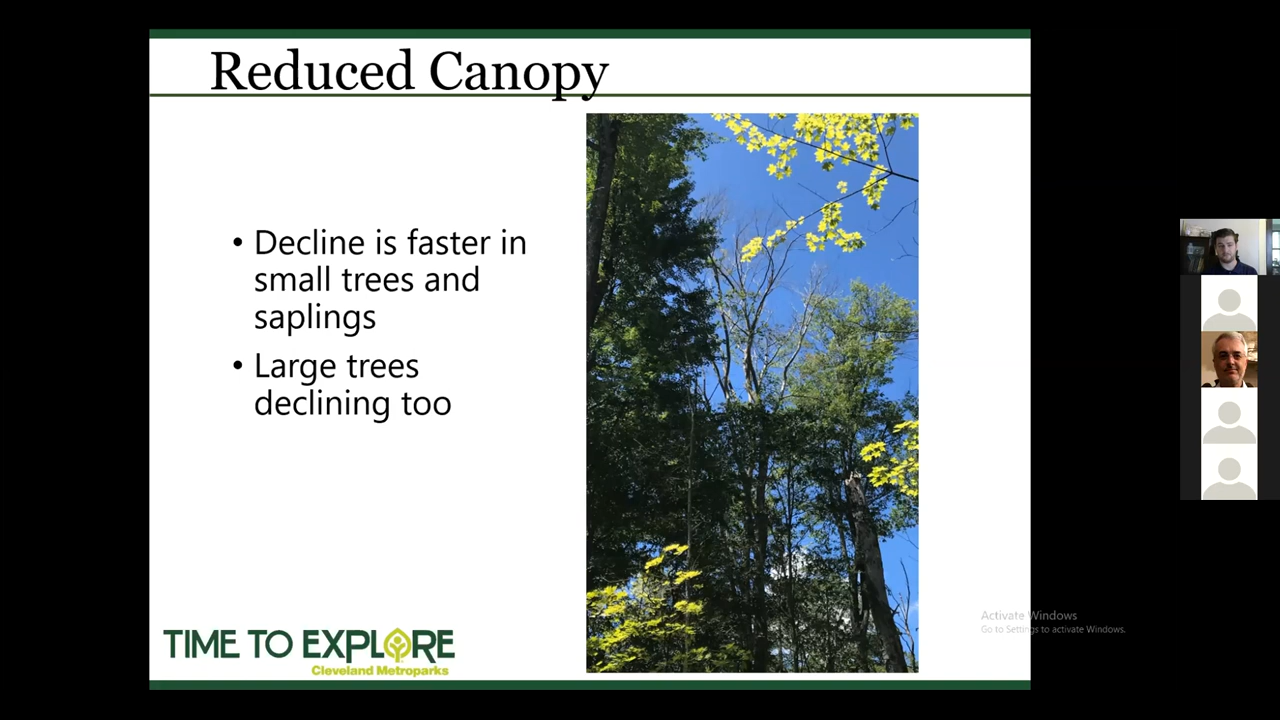 Reduced Canopy
• Decline is faster in
small trees and
saplings
• Large trees
declining too
TIME TO EXPLORE
Cleveland Metroparks
Activate Windows
Go to Settings to activate Windows.